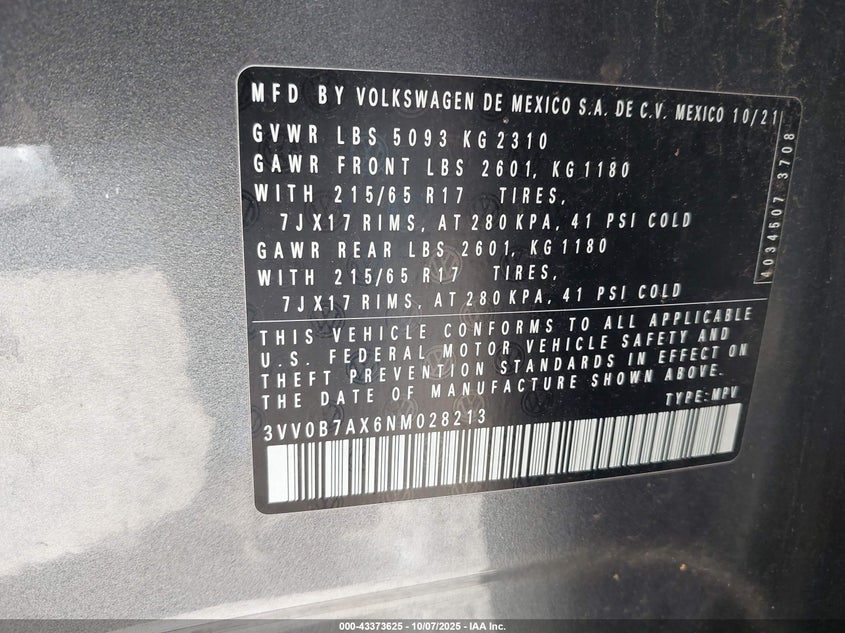 MFD BY VOLKSWAGEN DE MEXICO S.A. DE C.V. MEXICO 10/21
GVWR LBS 5093 KG 2310
GAWR FRONT LBS 2601, KG 1180
WITH 215/65 R17 TIRES,
7JX17 RIMS, AT 280 KPA, 41 PSI COLD
GAWR REAR LBS 2601, KG 1180
WITH 215/65 R17 TIRES,
7JX17 RIMS, AT 280 KPA, 41 PSI COLD
4034507 3708
THIS VEHICLE CONFORMS TO ALL APPLICABLE
U.S. FEDERAL MOTOR VEHICLE SAFETY AND
THEFT PREVENTION STANDARDS IN EFFECT ON
THE DATE OF MANUFACTURE SHOWN ABOVE.
TYPE: MPV
3VV0B7AX6NM028213
000-43373625 - 10/07/2025 - IAA Inc.